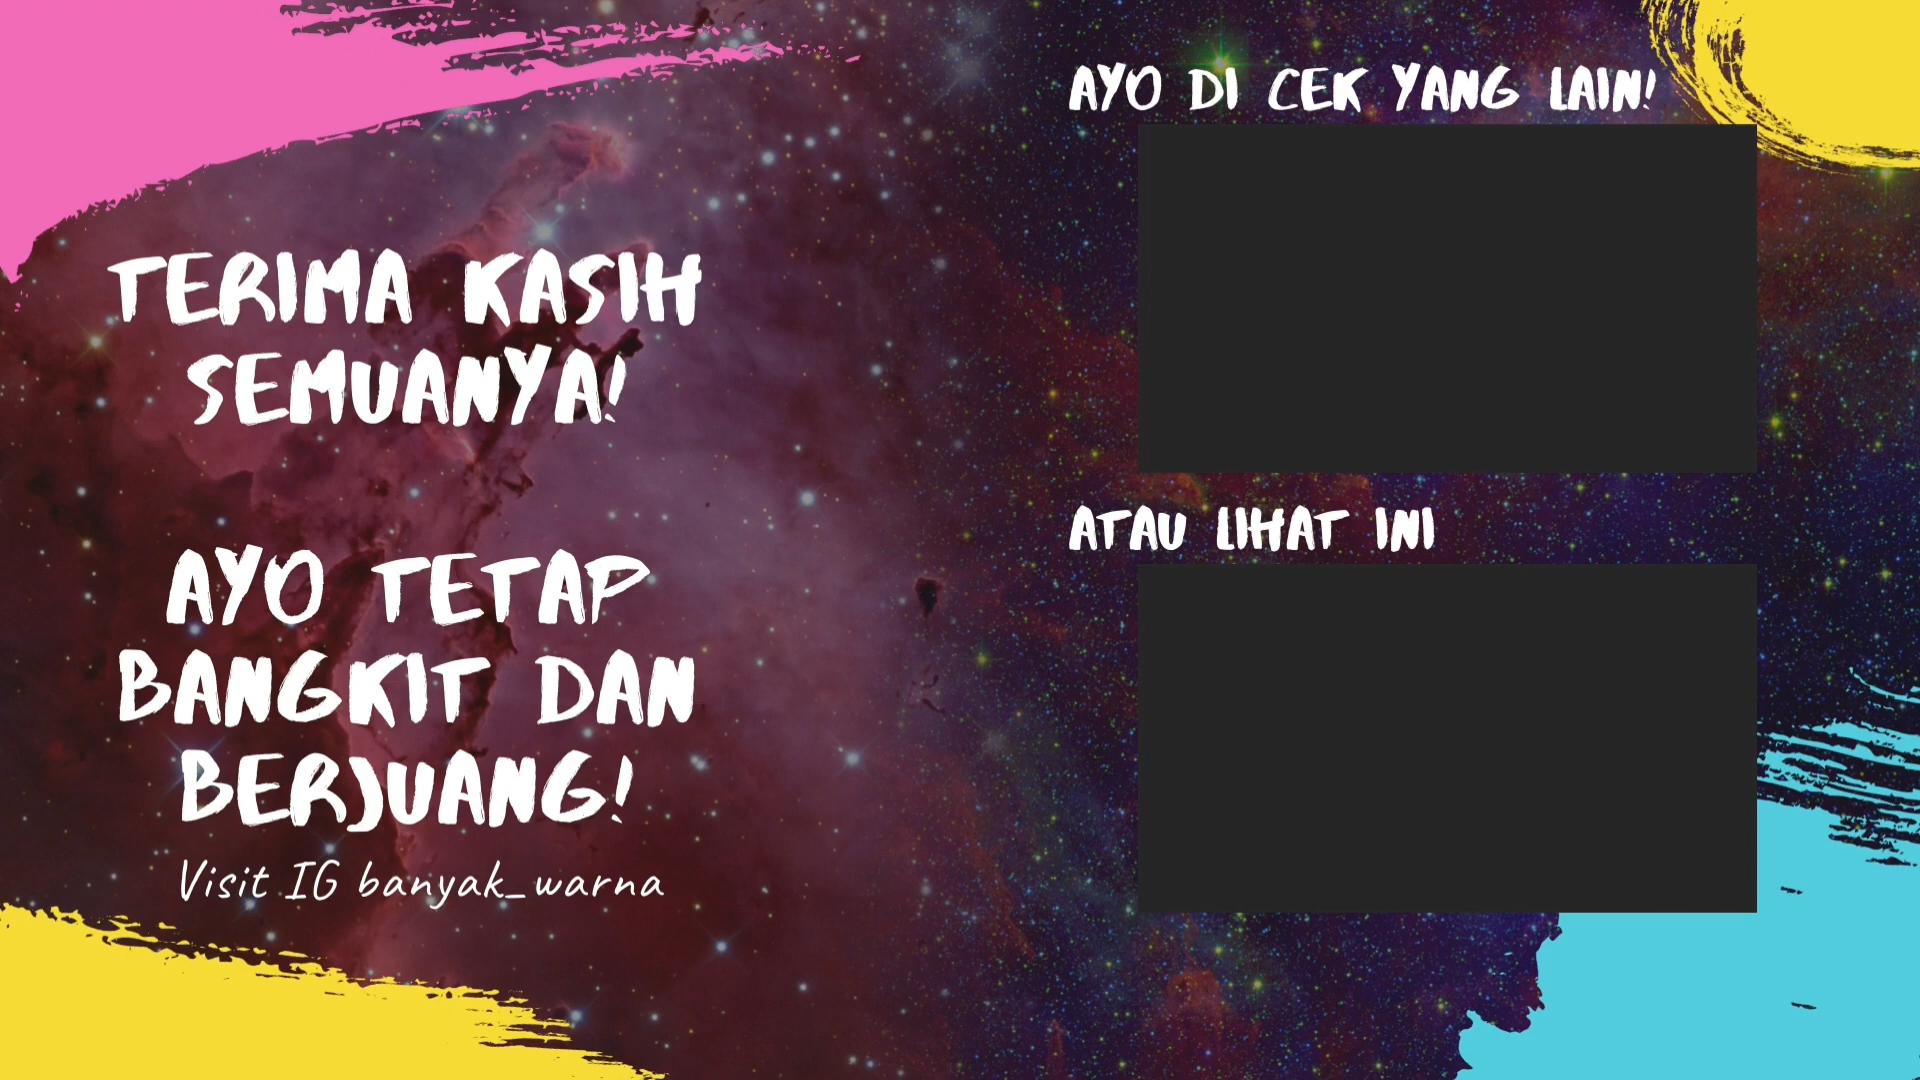 TERIMA KASIH
SEMUANYA!
AYO TETAP
BANGKIT DAN
BERJUANG!
Visit IG banyak_warna
AYO DI CEK YANG LAIN!
ATAU LIHAT INI